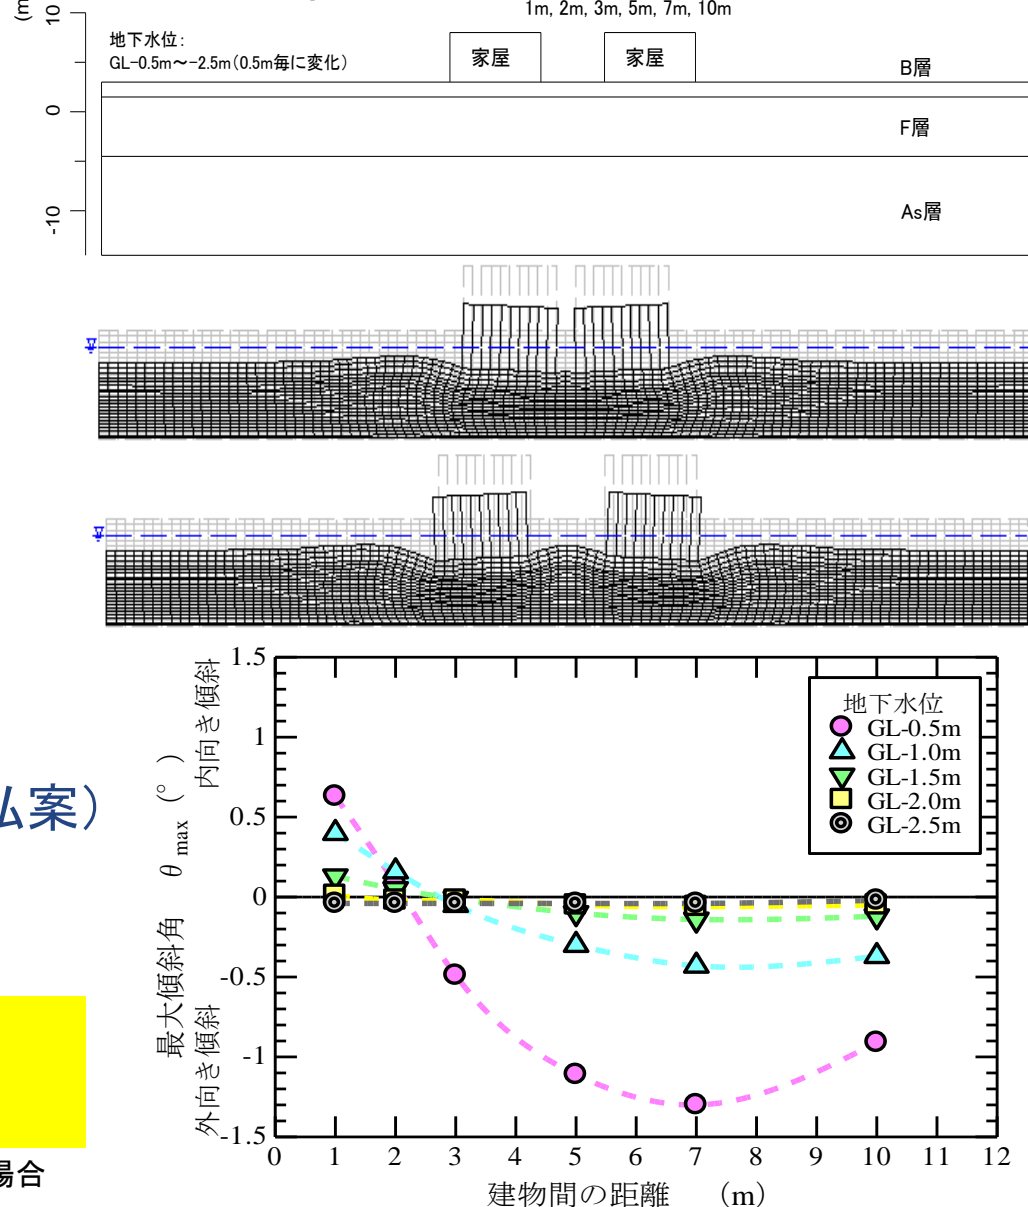 1m, 2m, 3m, 5m, 7m, 10m
(m
10
0
-10
地下水位:
GL-0.5m～-2.5m(0.5m毎に変化)
家屋
家屋
B層
F層
As層
案)
場合
最大傾斜角 θmax (°)
外向き傾斜
内向き傾斜
1.5
1
0.5
0
-0.5
-1
-1.5
地下水位
GL-0.5m
GL-1.0m
GL-1.5m
GL-2.0m
GL-2.5m
0 1 2 3 4 5 6 7 8 9 10 11 12
建物間の距離 (m)